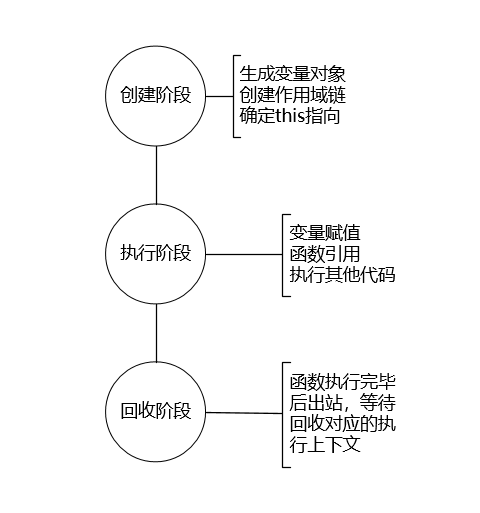 创建阶段
生成变量对象
创建作用域链
确定this指向
执行阶段
变量赋值
函数引用
执行其他代码
回收阶段
函数执行完毕
后出站，等待
回收对应的执
行上下文